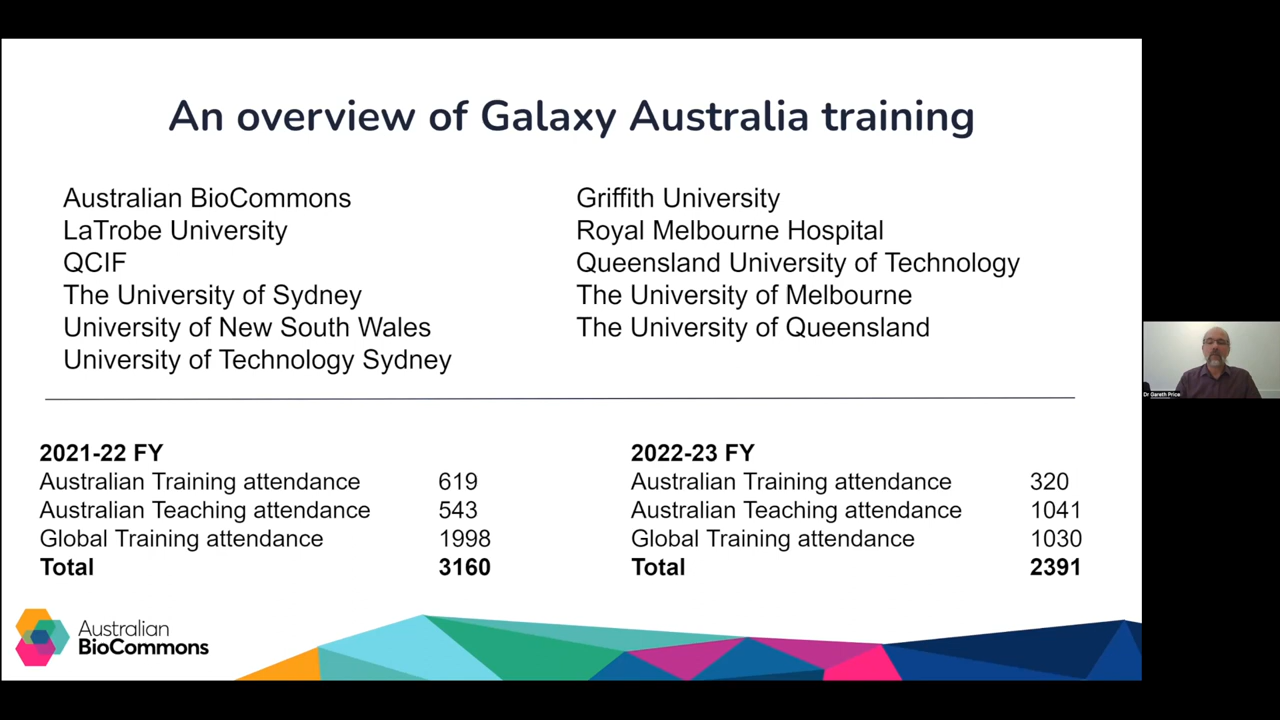 An overview of Galaxy Australia training
Australian BioCommons
LaTrobe University
QCIF
The University of Sydney
University of New South Wales
University of Technology Sydney
Griffith University
Royal Melbourne Hospital
Queensland University of Technology
The University of Melbourne
The University of Queensland
2021-22 FY
Australian Training attendance 619
Australian Teaching attendance 543
Global Training attendance 1998
Total 3160
2022-23 FY
Australian Training attendance 320
Australian Teaching attendance 1041
Global Training attendance 1030
Total 2391
Australian
BioCommons
Dr Gareth Price